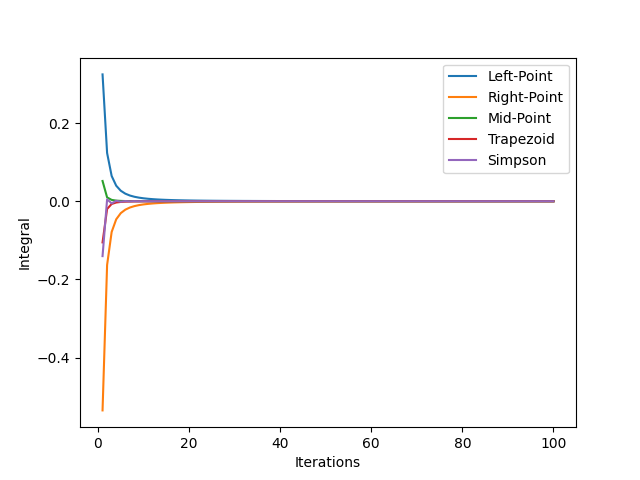 Left-Point
Right-Point
Mid-Point
Trapezoid
Simpson
0.2
0.0
−0.2
−0.4
Integral
0 20 40 60 80 100
Iterations